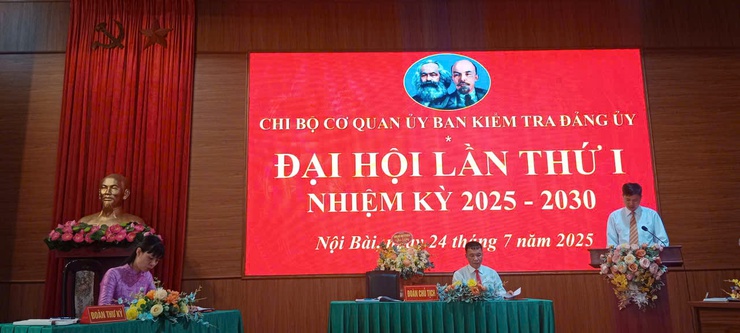 CHI BỘ CƠ QUAN ỦY BAN KIỂM TRA ĐẢNG ỦY
*
ĐẠI HỘI LẦN THỨ I
NHIỆM KỲ 2025 - 2030
Nội Bài, ngày 24 tháng 7 năm 2025
ĐOÀN THƯ KÝ
ĐOÀN CHỦ TỊCH